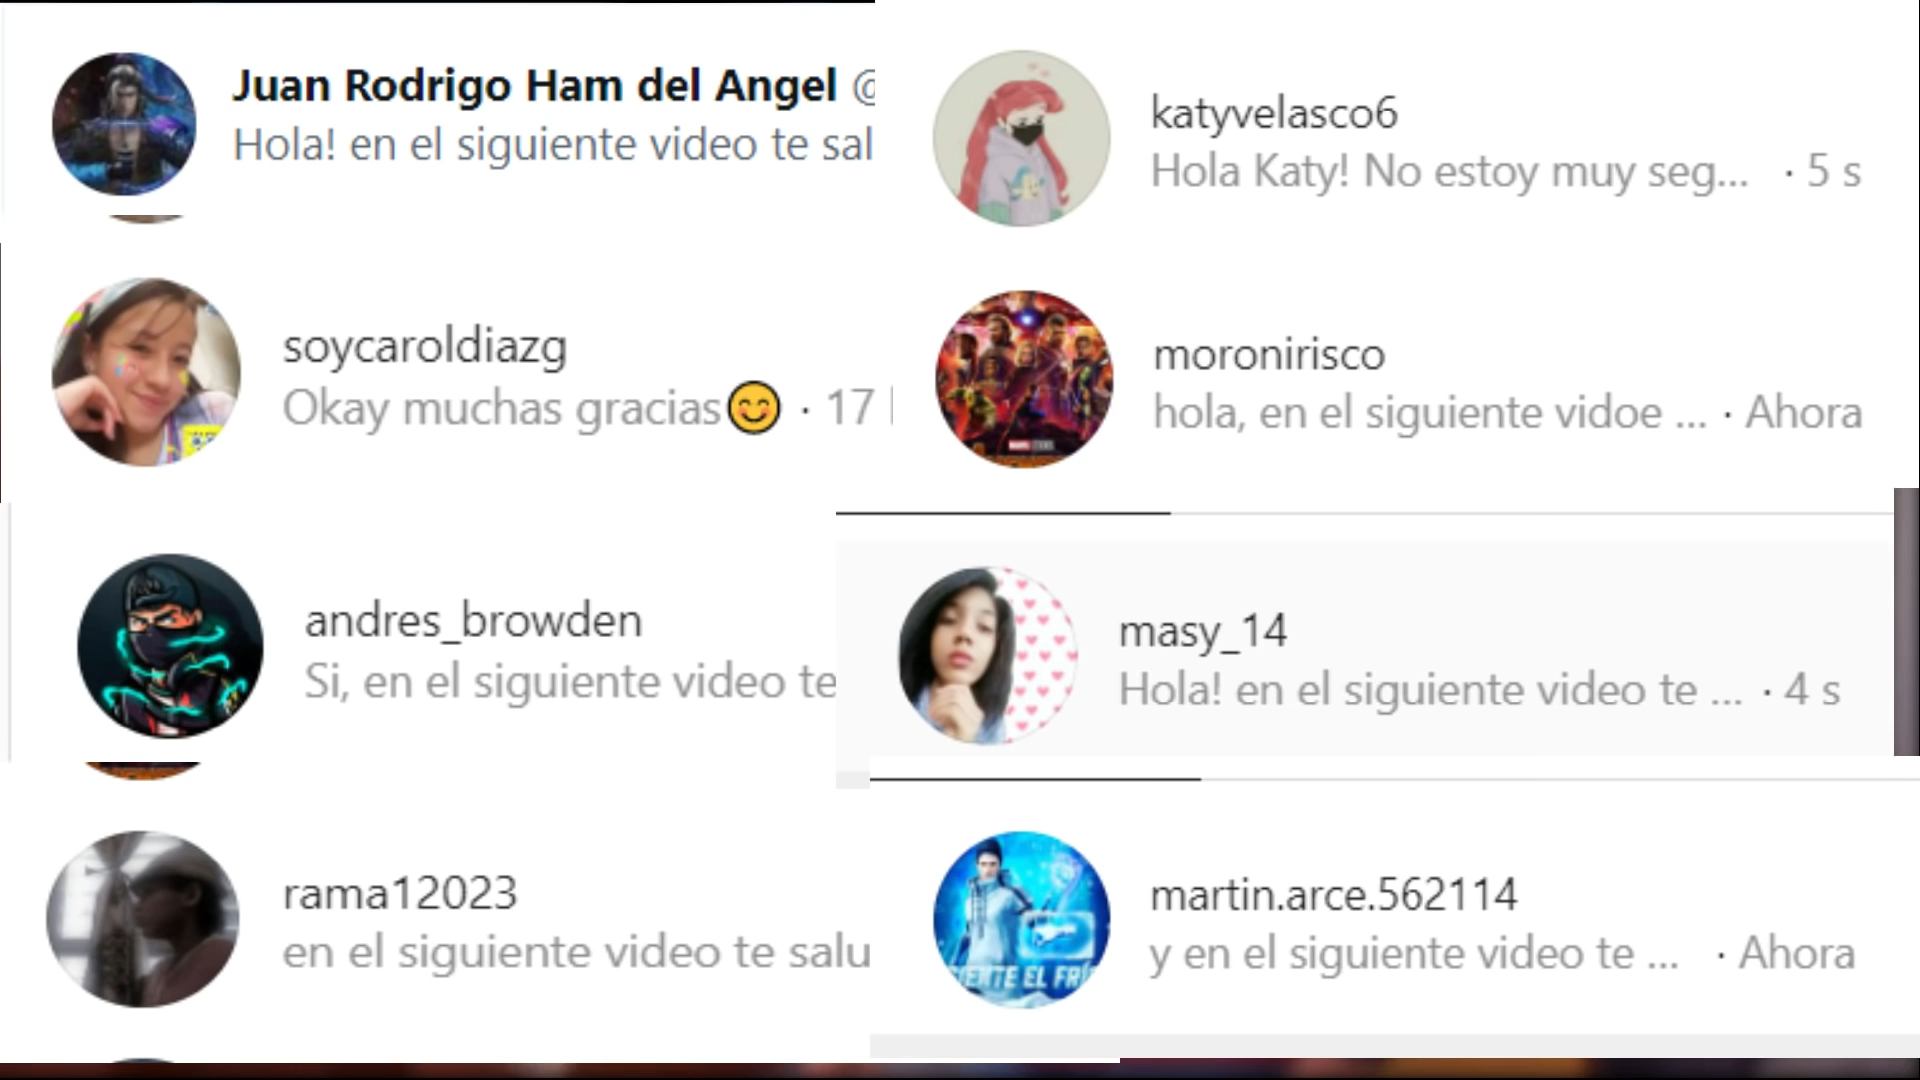 Juan Rodrigo Ham del Angel @
Hola! en el siguiente video te sal
katyvelasco6
Hola Katy! No estoy muy seg... · 5 s
soycaroldiazg
Okay muchas gracias😊 · 17
moronirisco
hola, en el siguiente vidoe ... · Ahora
andres_browden
Si, en el siguiente video te
masy_14
Hola! en el siguiente video te ... · 4 s
rama12023
en el siguiente video te salu
martin.arce.562114
y en el siguiente video te ... · Ahora
ENTE EL FR